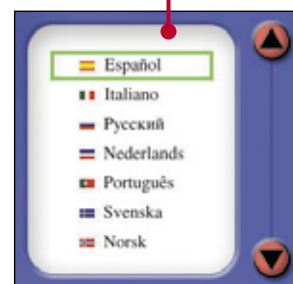 Español
Italiano
Русский
Nederlands
Português
Svenska
Norsk